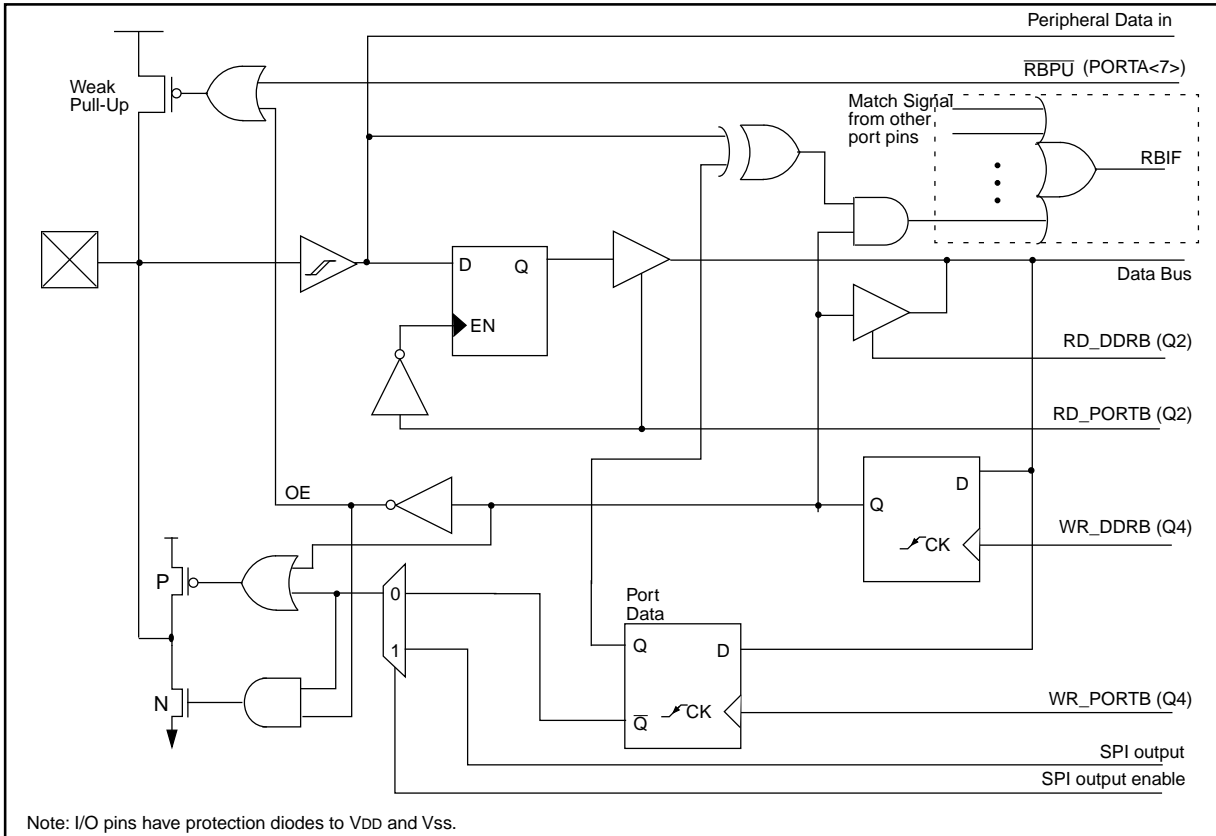 Peripheral Data in
RBPU (PORTA<7>)
Weak
Pull-Up
Match Signal
from other
port pins
RBIF
D
Q
EN
Data Bus
RD_DDRB (Q2)
RD_PORTB (Q2)
OE
D
Q
CK
WR_DDRB (Q4)
P
0
Port
Data
1
Q
D
N
Q
CK
WR_PORTB (Q4)
SPI output
SPI output enable
Note: I/O pins have protection diodes to VDD and Vss.